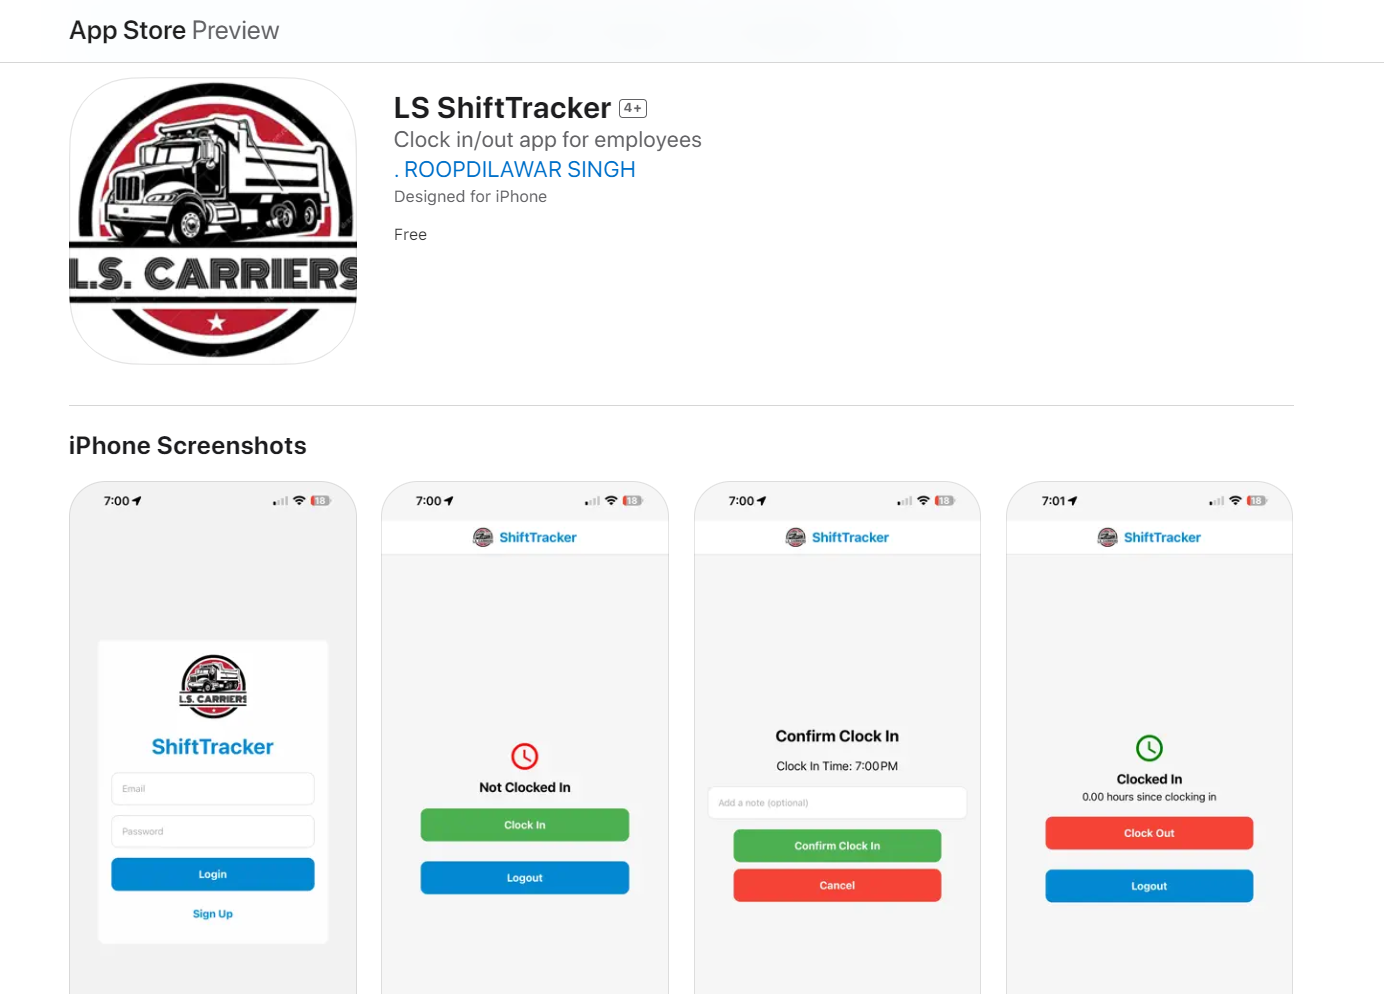 App Store Preview
L.S. CARRIERS
LS ShiftTracker 4+
Clock in/out app for employees
. ROOPDILAWAR SINGH
Designed for iPhone
Free
iPhone Screenshots
7:00
18
L.S. CARRIERS
ShiftTracker
Email
Password
Login
Sign Up
7:00
18
ShiftTracker
Not Clocked In
Clock In
Logout
7:00
18
ShiftTracker
Confirm Clock In
Clock In Time: 7:00 PM
Add a note (optional)
Confirm Clock In
Cancel
7:01
18
ShiftTracker
Clocked In
0.00 hours since clocking in
Clock Out
Logout